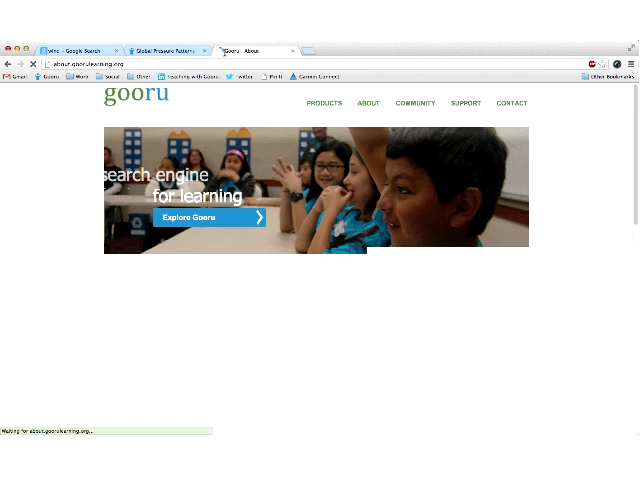 wind - Google Search
Global Pressure Patterns
Gooru - About
about.goorulearning.org
Gmail Gooru Work Social Other Teaching with Gooru Twitter Pin It Garmin Connect Other Bookmarks
gooru
PRODUCTS ABOUT COMMUNITY SUPPORT CONTACT
search engine
for learning
Explore Gooru
Waiting for about.goorulearning.org...